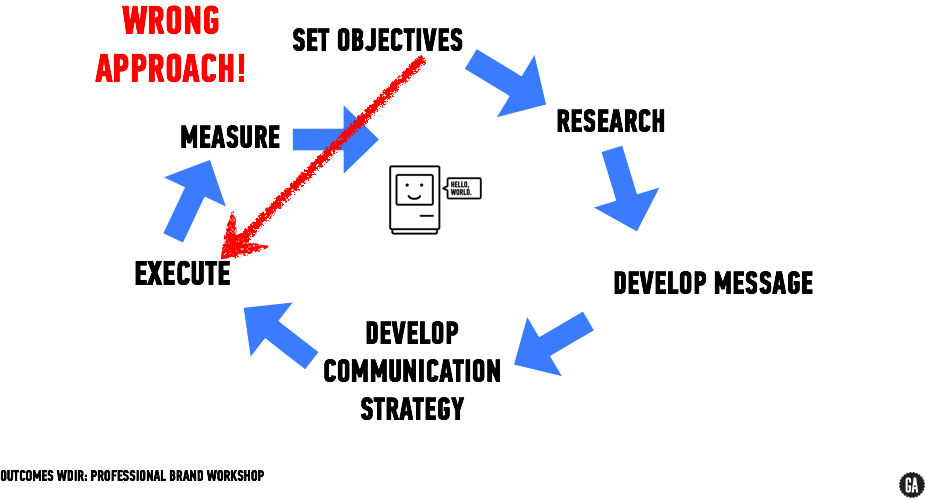 WRONG
APPROACH!
SET OBJECTIVES
RESEARCH
MEASURE
HELLO,
WORLD.
EXECUTE
DEVELOP MESSAGE
DEVELOP
COMMUNICATION
STRATEGY
OUTCOMES WDIR: PROFESSIONAL BRAND WORKSHOP
GA